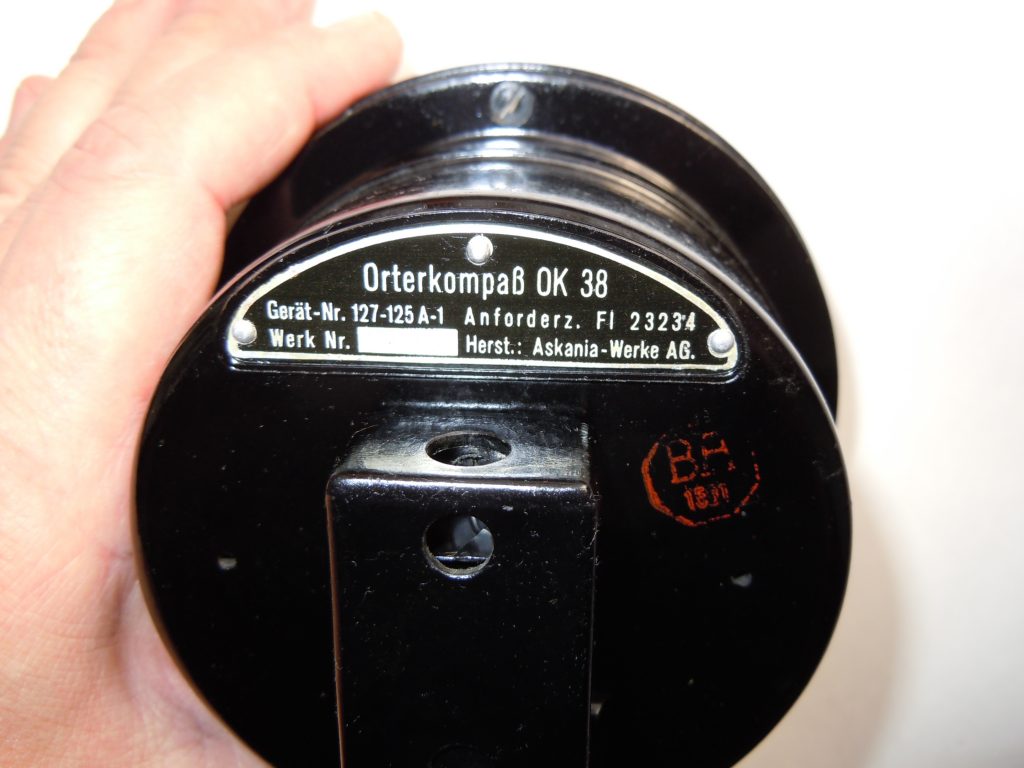 Orterkompaß OK 38
Gerät-Nr. 127-125 A-1 Anforderz. Fl 23234
Werk Nr. Herst.: Askania-Werke AG.